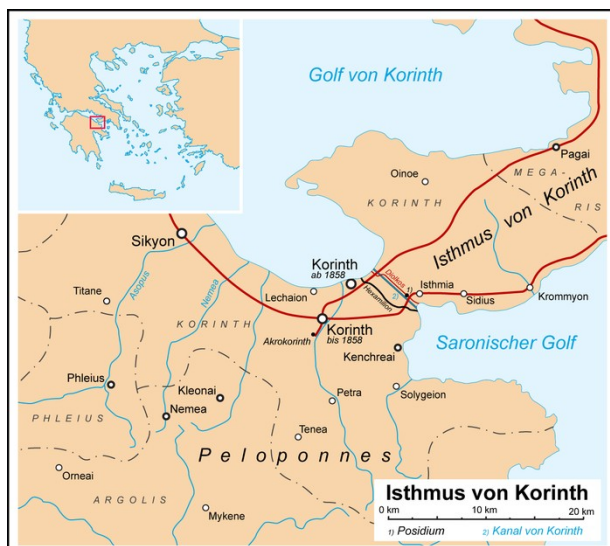 Golf von Korinth
Pagai
MEGA-
RIS
Oinoe
KORINTH
Isthmus von Korinth
Sikyon
Korinth
ab 1858
Diolkos
1)
2)
Hexamilion
Isthmia
Sidius
Krommyon
Asopus
Nemea
Titane
Lechaion
KORINTH
Korinth
bis 1858
Akrokorinth
Saronischer Golf
Kenchreai
Phleius
Kleonai
Petra
Solygeion
PHLEIUS
Nemea
Tenea
Peloponnes
Orneai
ARGOLIS
Mykene
Isthmus von Korinth
0 km 10 km 20 km
1) Posidium 2) Kanal von Korinth